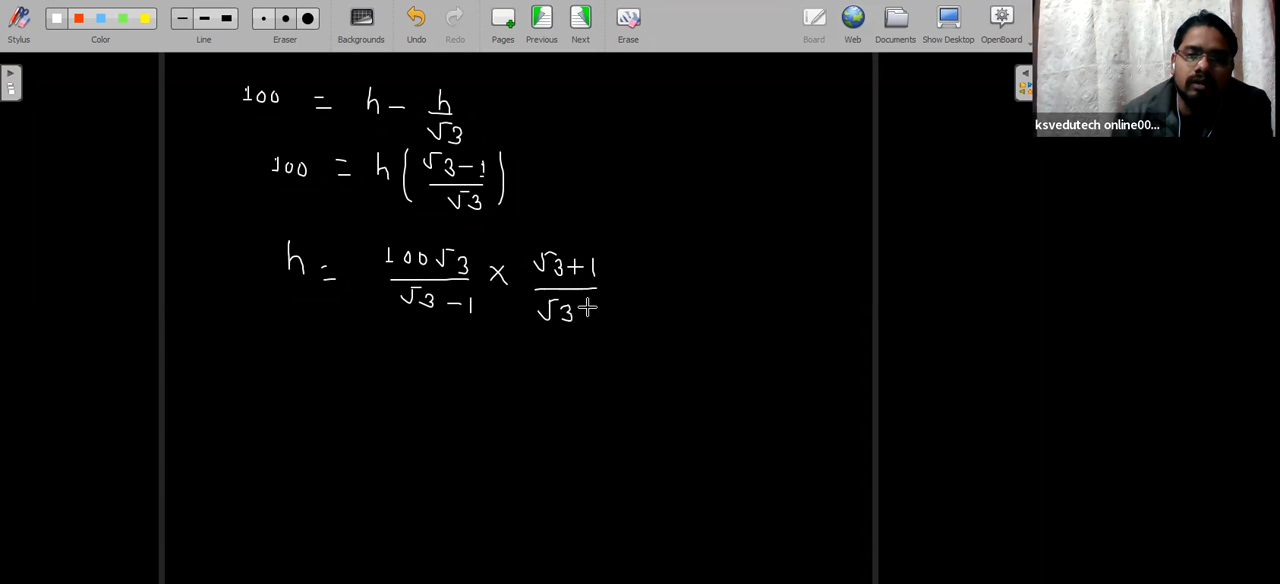 Stylus Color Line Eraser Backgrounds Undo Redo Pages Previous Next Erase Board Web Documents Show Desktop OpenBoard
ksvedutech online00...
100 = h - h/√3
100 = h(√3-1/√3)
h = 100√3/√3-1 × √3+1/√3+